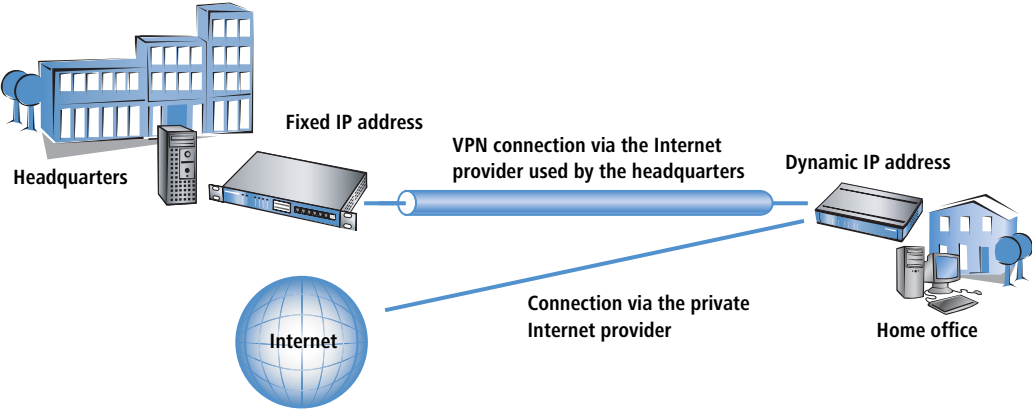 Fixed IP address
VPN connection via the Internet
provider used by the headquarters
Dynamic IP address
Headquarters
Connection via the private
Internet provider
Internet
Home office